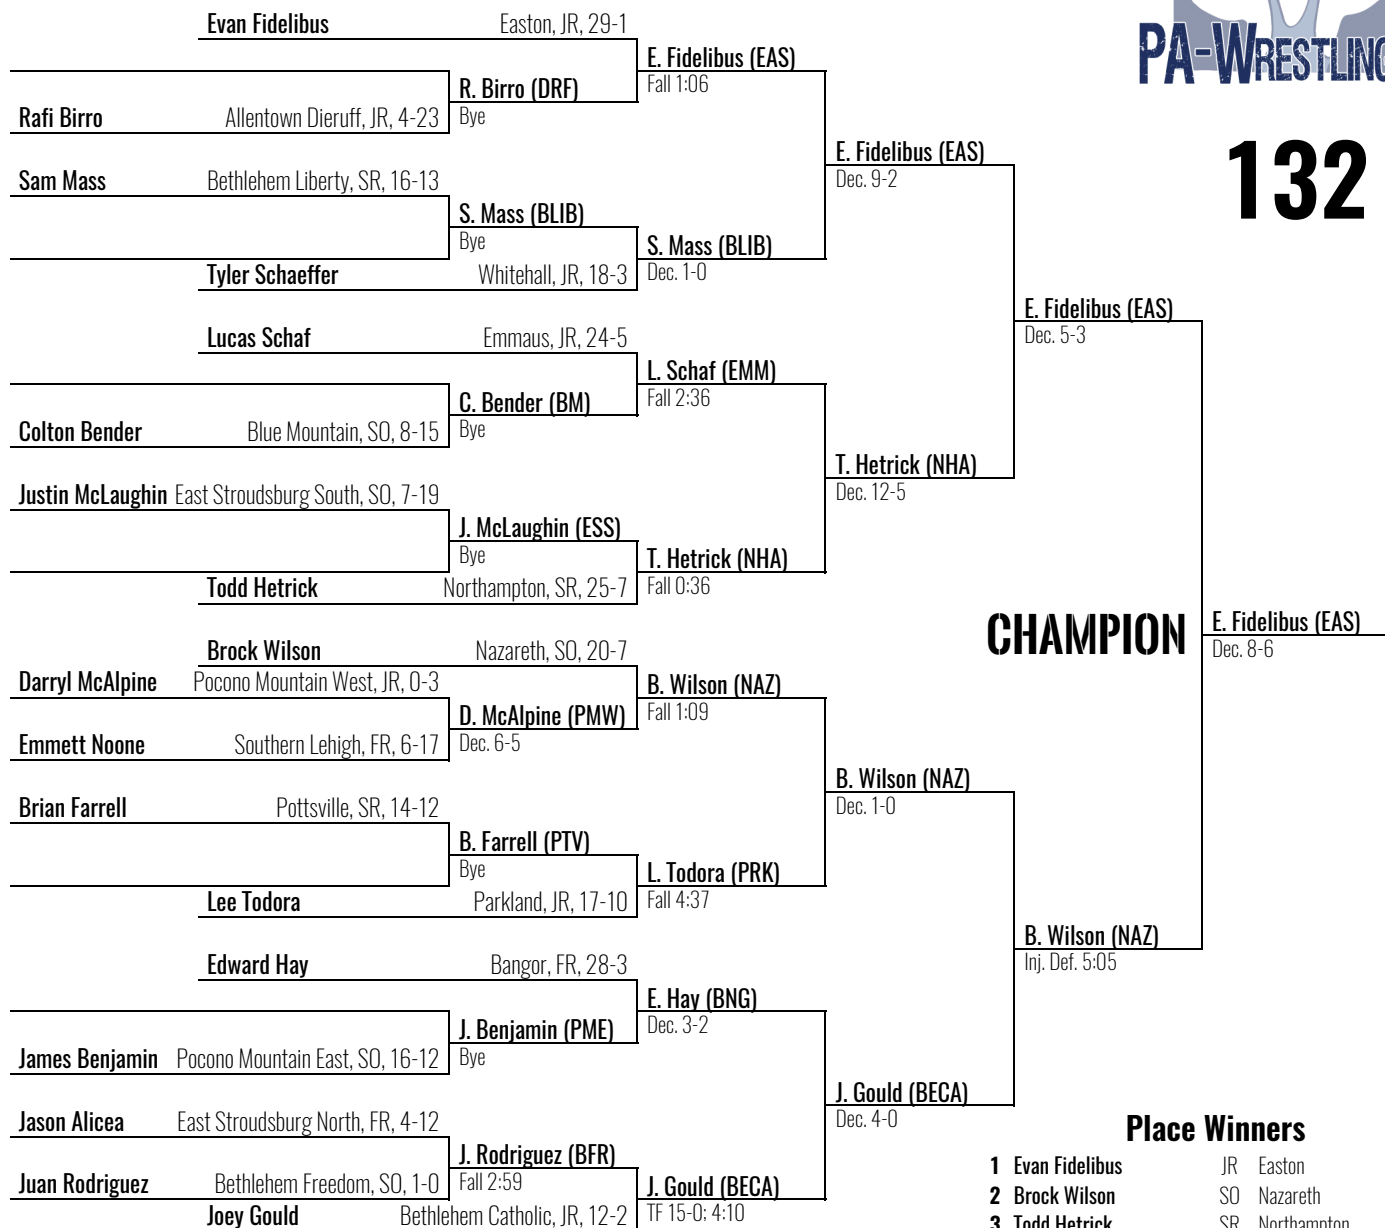 Evan Fidelibus Easton, JR, 29-1
E. Fidelibus (EAS)
Fall 1:06
R. Birro (DRF)
Bye
Rafi Birro Allentown Dieruff, JR, 4-23
E. Fidelibus (EAS)
Dec. 9-2
Sam Mass Bethlehem Liberty, SR, 16-13
S. Mass (BLIB)
Bye
S. Mass (BLIB)
Dec. 1-0
Tyler Schaeffer Whitehall, JR, 18-3
E. Fidelibus (EAS)
Dec. 5-3
Lucas Schaf Emmaus, JR, 24-5
L. Schaf (EMM)
Fall 2:36
C. Bender (BM)
Bye
Colton Bender Blue Mountain, SO, 8-15
T. Hetrick (NHA)
Dec. 12-5
Justin McLaughin East Stroudsburg South, SO, 7-19
J. McLaughin (ESS)
Bye
T. Hetrick (NHA)
Fall 0:36
Todd Hetrick Northampton, SR, 25-7
CHAMPION
E. Fidelibus (EAS)
Dec. 8-6
Brock Wilson Nazareth, SO, 20-7
Darryl McAlpine Pocono Mountain West, JR, 0-3
B. Wilson (NAZ)
Fall 1:09
D. McAlpine (PMW)
Dec. 6-5
Emmett Noone Southern Lehigh, FR, 6-17
B. Wilson (NAZ)
Dec. 1-0
Brian Farrell Pottsville, SR, 14-12
B. Farrell (PTV)
Bye
L. Todora (PRK)
Fall 4:37
Lee Todora Parkland, JR, 17-10
B. Wilson (NAZ)
Inj. Def. 5:05
Edward Hay Bangor, FR, 28-3
E. Hay (BNG)
Dec. 3-2
J. Benjamin (PME)
Bye
James Benjamin Pocono Mountain East, SO, 16-12
J. Gould (BECA)
Dec. 4-0
Jason Alicea East Stroudsburg North, FR, 4-12
J. Rodriguez (BFR)
Fall 2:59
Juan Rodriguez Bethlehem Freedom, SO, 1-0
J. Gould (BECA)
TF 15-0; 4:10
Joey Gould Bethlehem Catholic, JR, 12-2
PA-WRESTLING
132
Place Winners
1 Evan Fidelibus JR Easton
2 Brock Wilson SO Nazareth
3 Todd Hetrick SR Northampton